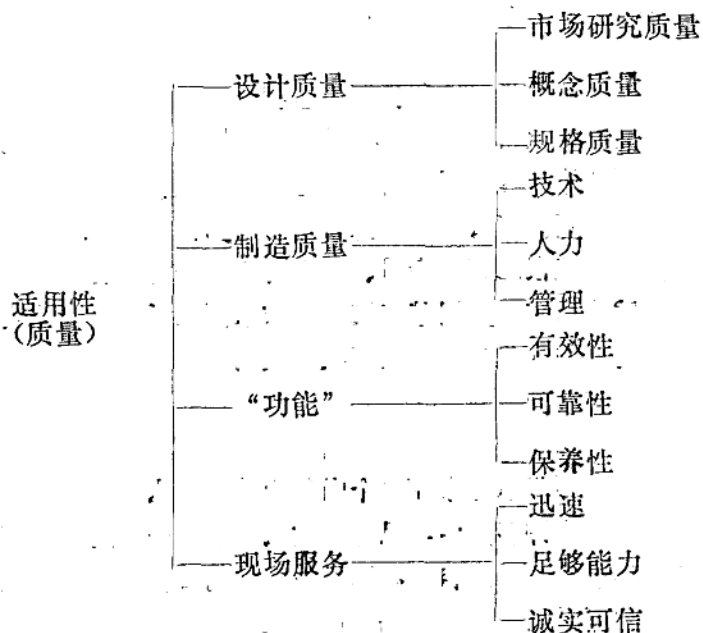 市场研究质量
设计质量
概念质量
规格质量
技术
制造质量
人力
管理
适用性
(质量)
有效性
“功能”
可靠性
保养性
迅速
现场服务
足够能力
诚实可信